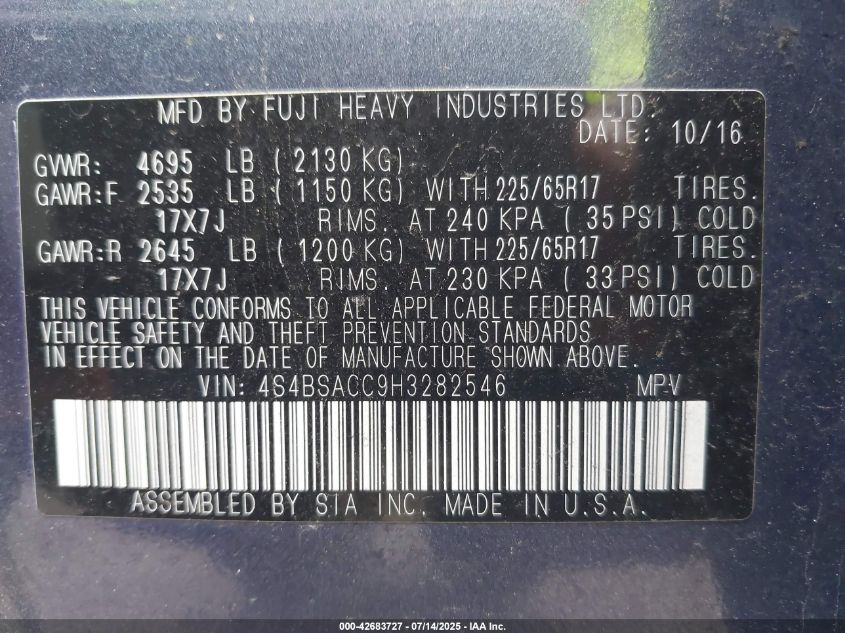 MFD BY FUJI HEAVY INDUSTRIES LTD.
DATE: 10/16
GVWR: 4695 LB (2130 KG)
GAWR:F 2535 LB (1150 KG) WITH 225/65R17 TIRES.
17X7J RIMS. AT 240 KPA (35 PSI) COLD
GAWR:R 2645 LB (1200 KG) WITH 225/65R17 TIRES.
17X7J RIMS. AT 230 KPA (33 PSI) COLD
THIS VEHICLE CONFORMS TO ALL APPLICABLE FEDERAL MOTOR
VEHICLE SAFETY AND THEFT PREVENTION STANDARDS
IN EFFECT ON THE DATE OF MANUFACTURE SHOWN ABOVE.
VIN: 4S4BSACC9H3282546 MPV
ASSEMBLED BY SIA INC. MADE IN U.S.A.
000-42683727 - 07/14/2025 - IAA Inc.